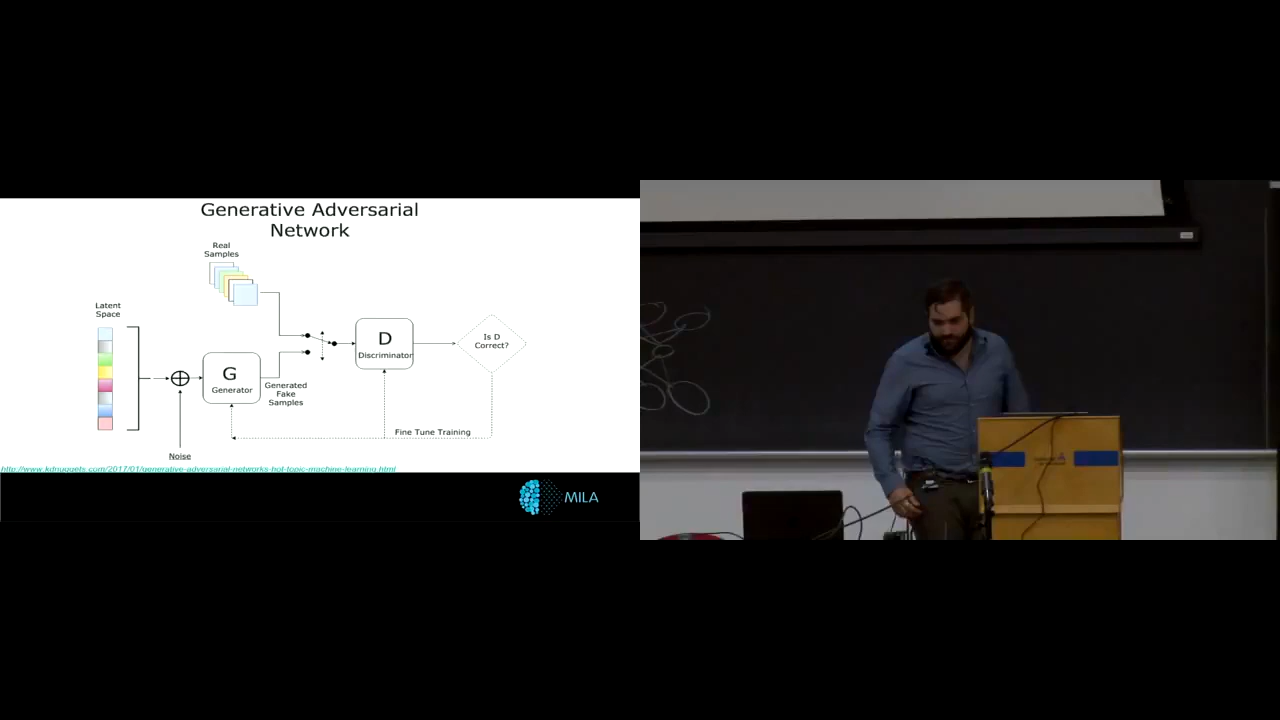 Generative Adversarial
Network
Real
Samples
Latent
Space
D
Discriminator
Is D
Correct?
G
Generator
Generated
Fake
Samples
Fine Tune Training
Noise
http://www.kdnuggets.com/2017/01/generative-adversarial-networks-hot-topic-machine-learning.html
MILA